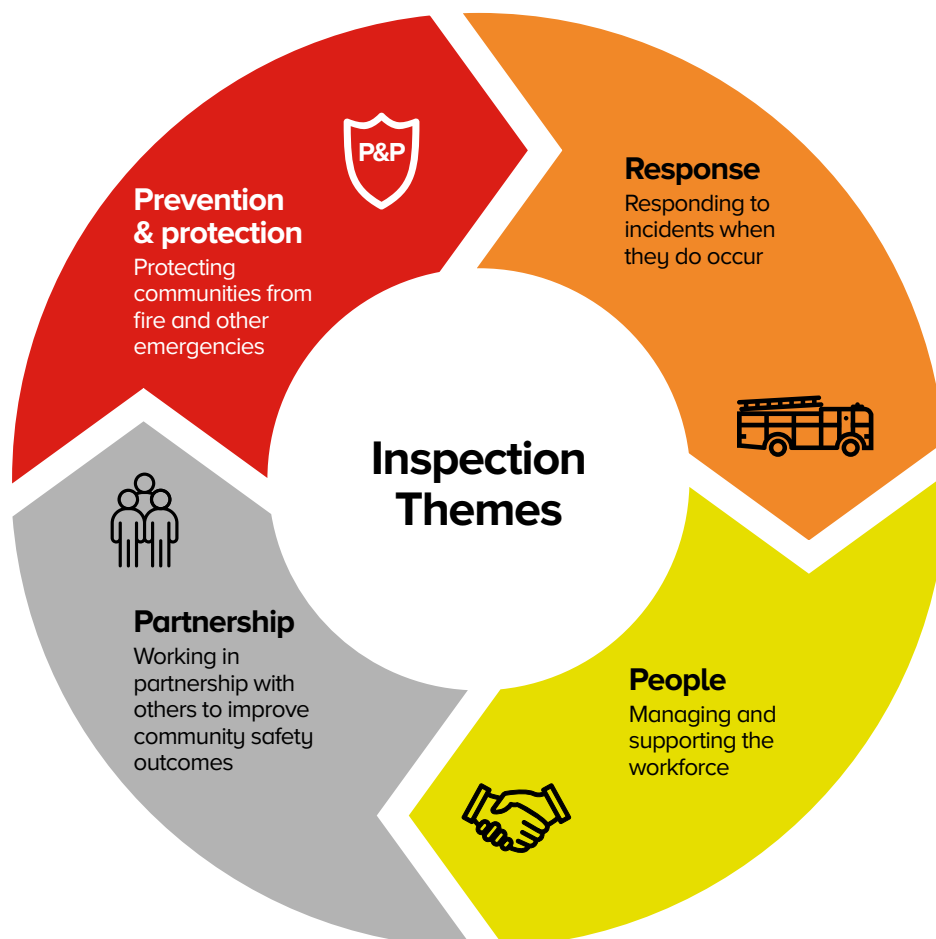 P&P
Prevention
& protection
Protecting
communities from
fire and other
emergencies
Response
Responding to
incidents when
they do occur
Inspection
Themes
Partnership
Working in
partnership with
others to improve
community safety
outcomes
People
Managing and
supporting the
workforce